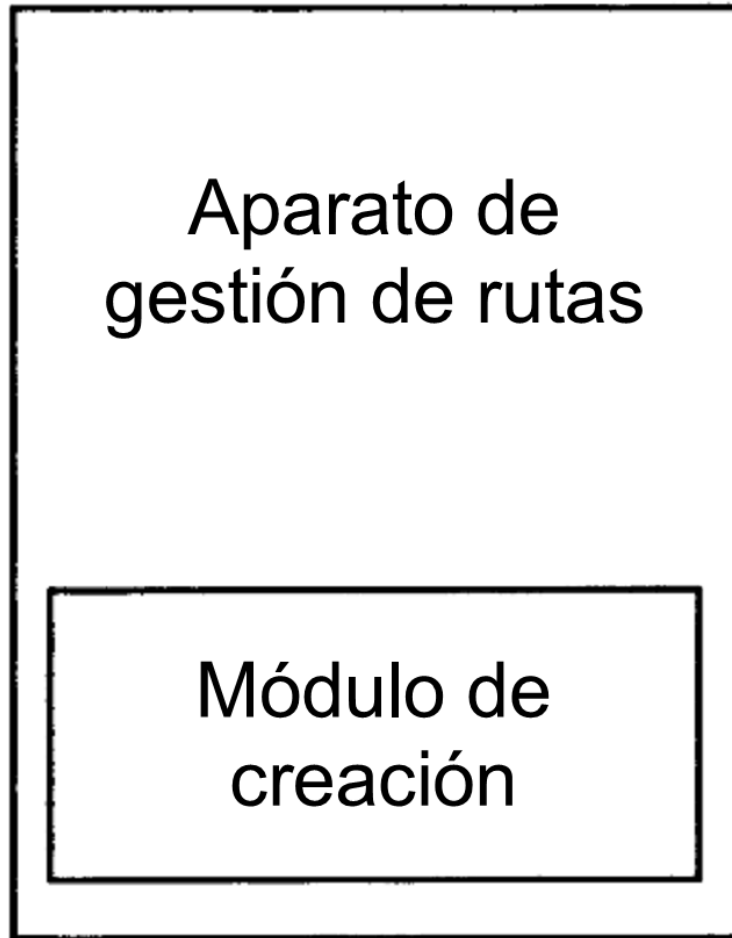 Aparato de
gestión de rutas
Módulo de
creación